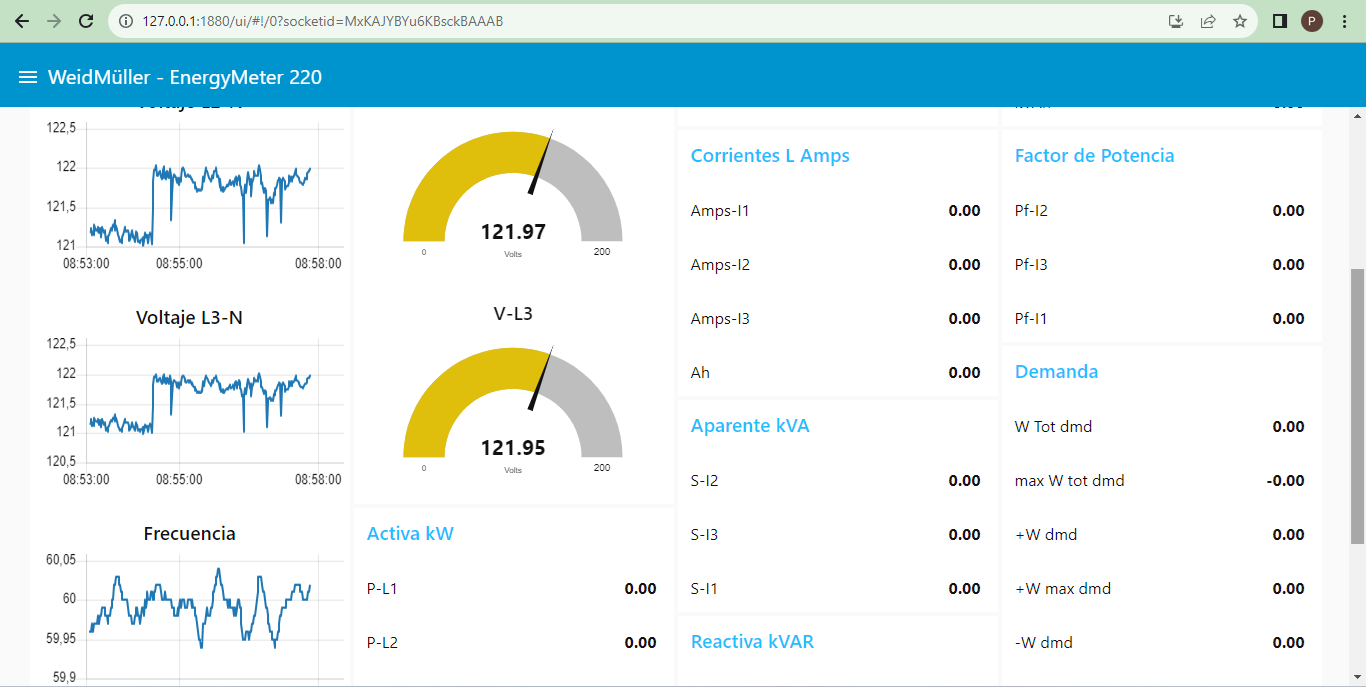 127.0.0.1:1880/ui/#!/0?socketid=MxKAJYBYu6KBsckBAAAB
P
WeidMüller - EnergyMeter 220
122,5
122
121,5
121
08:53:00 08:55:00 08:58:00
Voltaje L3-N
122,5
122
121,5
121
120,5
08:53:00 08:55:00 08:58:00
Frecuencia
60,05
60
59,95
59,9
121.97
0 Volts 200
V-L3
121.95
0 Volts 200
Activa kW
P-L1 0.00
P-L2 0.00
Corrientes L Amps
Amps-I1 0.00
Amps-I2 0.00
Amps-I3 0.00
Ah 0.00
Aparente kVA
S-I2 0.00
S-I3 0.00
S-I1 0.00
Reactiva kVAR
Factor de Potencia
Pf-I2 0.00
Pf-I3 0.00
Pf-I1 0.00
Demanda
W Tot dmd 0.00
max W tot dmd -0.00
+W dmd 0.00
+W max dmd 0.00
-W dmd 0.00